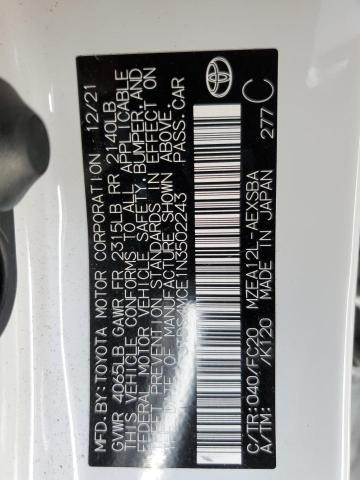 MFD.BY:TOYOTA MOTOR CORPORATION 12/21
GVWR 4065LB GAWR FR 2315LB RR 2140LB
THIS VEHICLE CONFORMS TO ALL APPLICABLE
FEDERAL MOTOR VEHICLE SAFETY, BUMPER, AND
THEFT PREVENTION STANDARDS IN EFFECT ON
THE DATE OF MANUFACTURE SHOWN ABOVE.
PASS.CAR
C/TR:040/FC20 MZEA12L-AEXSBA
A/TM: /K120 MADE IN JAPAN 277 C